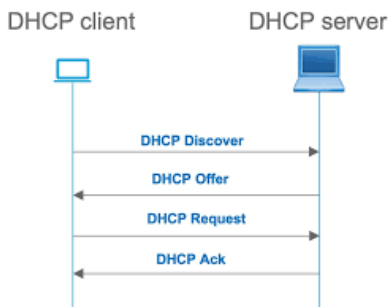 DHCP client
DHCP server
DHCP Discover
DHCP Offer
DHCP Request
DHCP Ack